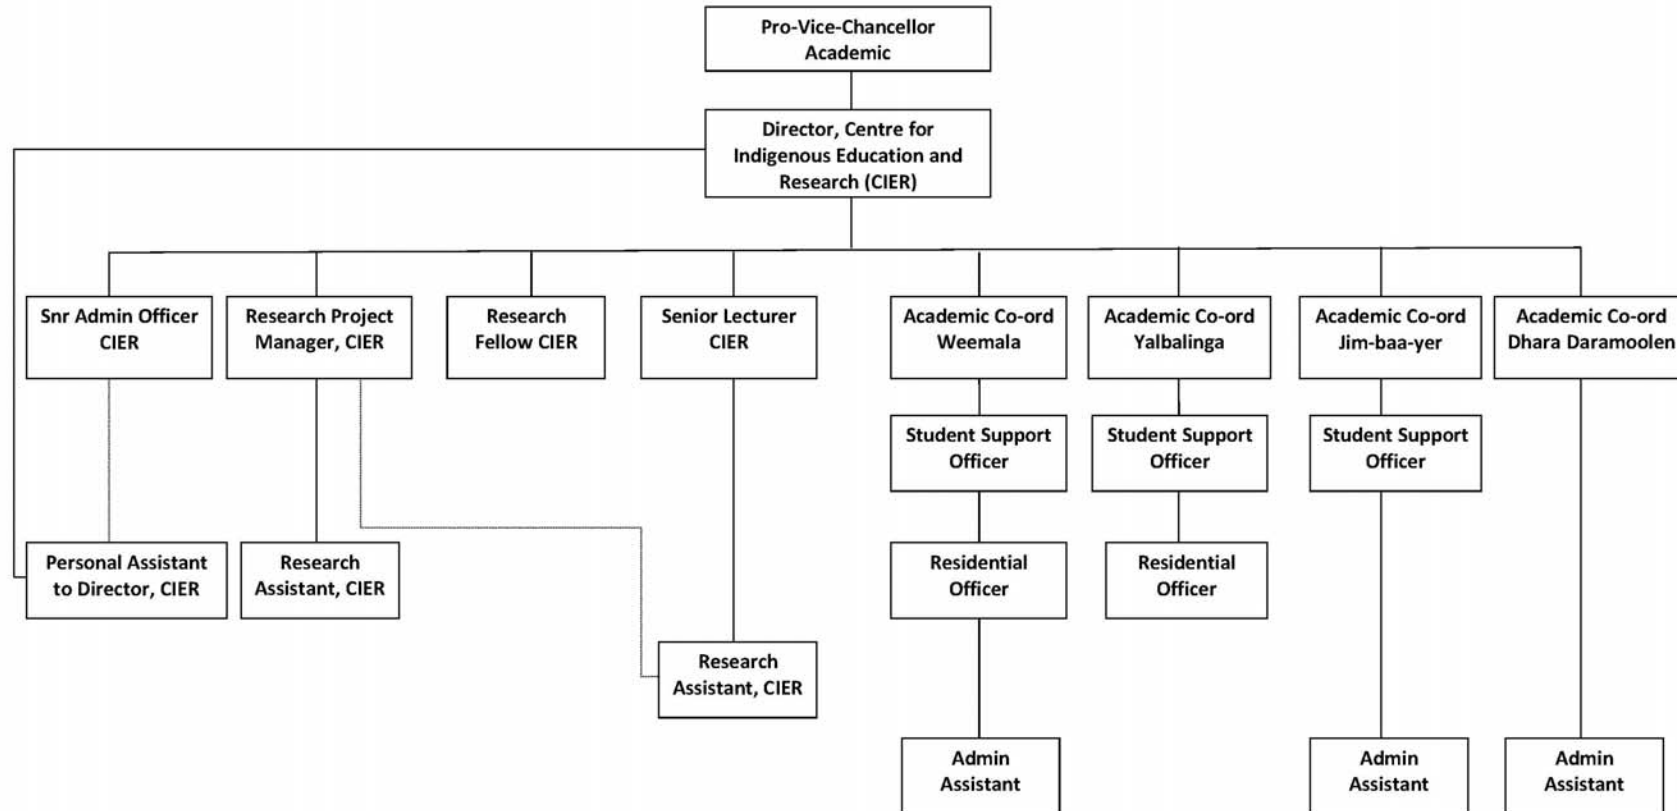 Pro-Vice-Chancellor
Academic
Director, Centre for
Indigenous Education and
Research (CIER)
Snr Admin Officer
CIER
Research Project
Manager, CIER
Research
Fellow CIER
Senior Lecturer
CIER
Academic Co-ord
Weemala
Academic Co-ord
Yalbalinga
Academic Co-ord
Jim-baa-yer
Academic Co-ord
Dhara Daramoolen
Student Support
Officer
Student Support
Officer
Student Support
Officer
Personal Assistant
to Director, CIER
Research
Assistant, CIER
Residential
Officer
Residential
Officer
Research
Assistant, CIER
Admin
Assistant
Admin
Assistant
Admin
Assistant